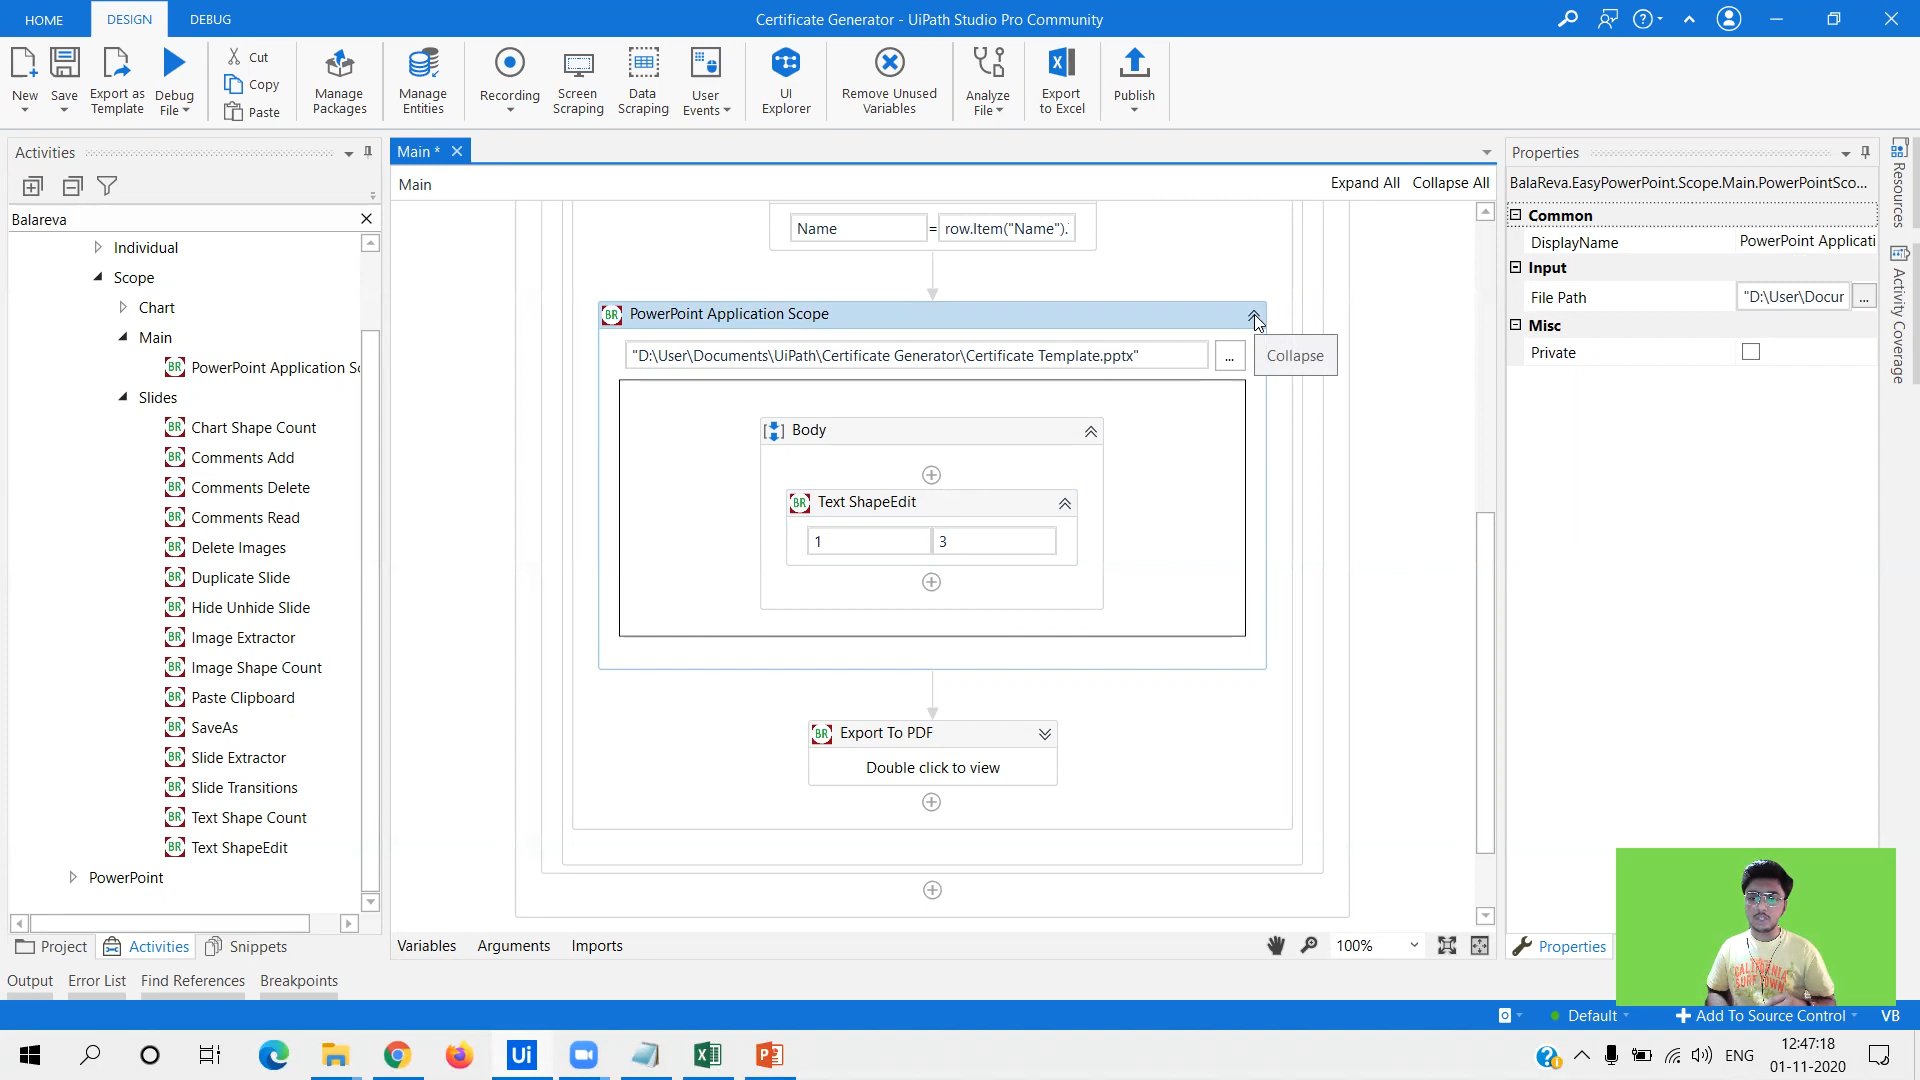 HOME DESIGN DEBUG Certificate Generator - UiPath Studio Pro Community
New Save Export as Template Debug File Cut Copy Paste Manage Packages Manage Entities Recording Screen Scraping Data Scraping User Events UI Explorer Remove Unused Variables Analyze File Export to Excel Publish
Activities
Balareva
Individual
Scope
Chart
Main
PowerPoint Application Sc
Slides
Chart Shape Count
Comments Add
Comments Delete
Comments Read
Delete Images
Duplicate Slide
Hide Unhide Slide
Image Extractor
Image Shape Count
Paste Clipboard
SaveAs
Slide Extractor
Slide Transitions
Text Shape Count
Text ShapeEdit
PowerPoint
Project Activities Snippets
Main *
Main Expand All Collapse All
Name = row.Item("Name").
BR PowerPoint Application Scope
"D:\User\Documents\UiPath\Certificate Generator\Certificate Template.pptx" ... Collapse
Body
BR Text ShapeEdit
1 3
BR Export To PDF
Double click to view
Variables Arguments Imports 100%
Properties
BalaReva.EasyPowerPoint.Scope.Main.PowerPointSco...
Common
DisplayName PowerPoint Applicati
Input
File Path "D:\User\Docur ...
Misc
Private
Properties
Resources
Activity Coverage
CALIFORNIA
Output Error List Find References Breakpoints
Default Add To Source Control VB
Ui ENG 12:47:18
01-11-2020